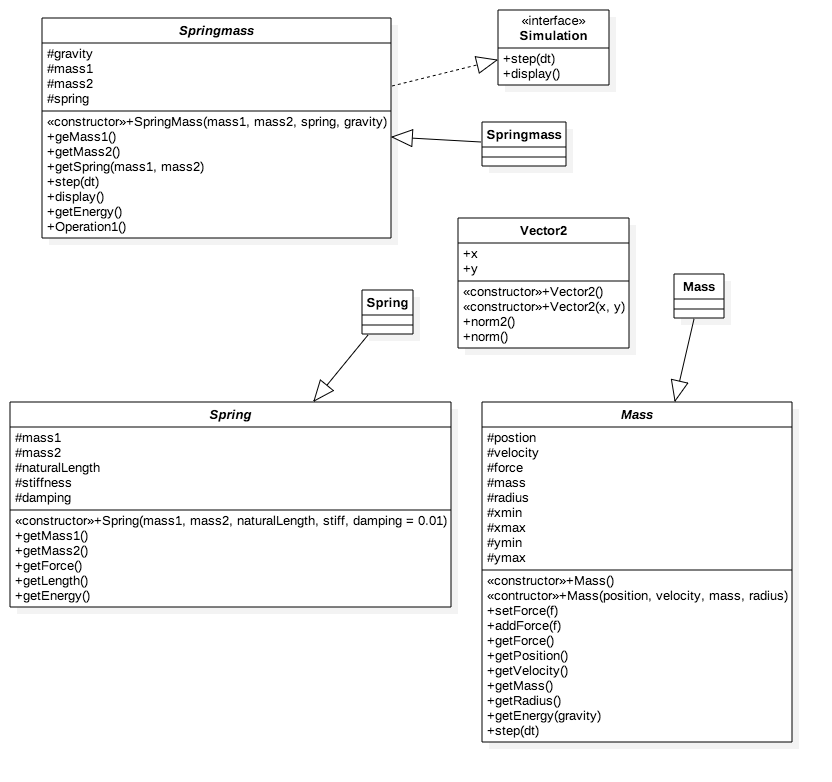 Springmass
#gravity
#mass1
#mass2
#spring
«constructor»+SpringMass(mass1, mass2, spring, gravity)
+geMass1()
+getMass2()
+getSpring(mass1, mass2)
+step(dt)
+display()
+getEnergy()
+Operation1()
«interface»
Simulation
+step(dt)
+display()
Springmass
Vector2
+x
+y
«constructor»+Vector2()
«constructor»+Vector2(x, y)
+norm2()
+norm()
Mass
Spring
Spring
#mass1
#mass2
#naturalLength
#stiffness
#damping
«constructor»+Spring(mass1, mass2, naturalLength, stiff, damping = 0.01)
+getMass1()
+getMass2()
+getForce()
+getLength()
+getEnergy()
Mass
#postion
#velocity
#force
#mass
#radius
#xmin
#xmax
#ymin
#ymax
«constructor»+Mass()
«contructor»+Mass(position, velocity, mass, radius)
+setForce(f)
+addForce(f)
+getForce()
+getPosition()
+getVelocity()
+getMass()
+getRadius()
+getEnergy(gravity)
+step(dt)